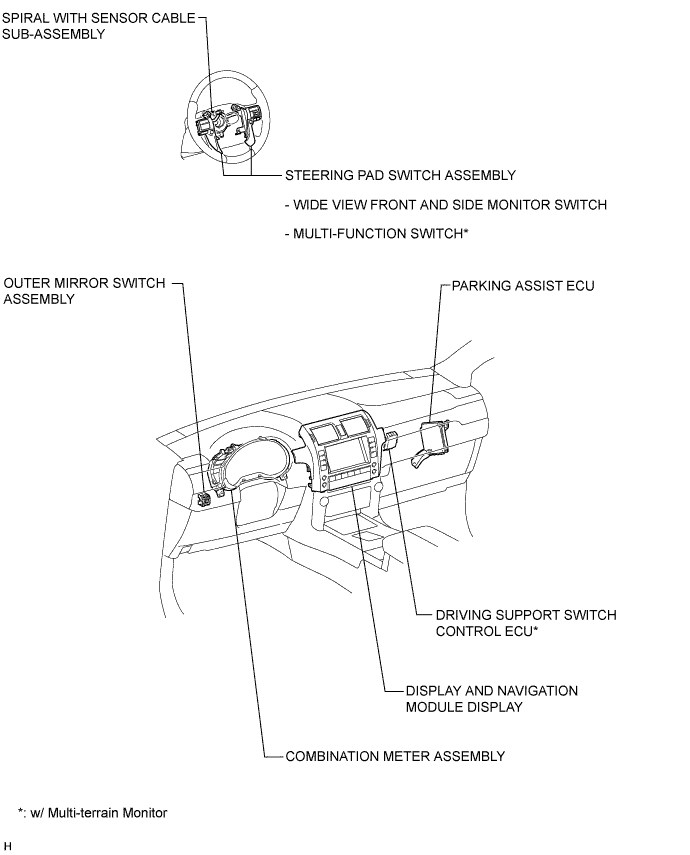 SPIRAL WITH SENSOR CABLE
SUB-ASSEMBLY
STEERING PAD SWITCH ASSEMBLY
- WIDE VIEW FRONT AND SIDE MONITOR SWITCH
- MULTI-FUNCTION SWITCH*
OUTER MIRROR SWITCH
ASSEMBLY
PARKING ASSIST ECU
DRIVING SUPPORT SWITCH
CONTROL ECU*
DISPLAY AND NAVIGATION
MODULE DISPLAY
COMBINATION METER ASSEMBLY
*: w/ Multi-terrain Monitor
H